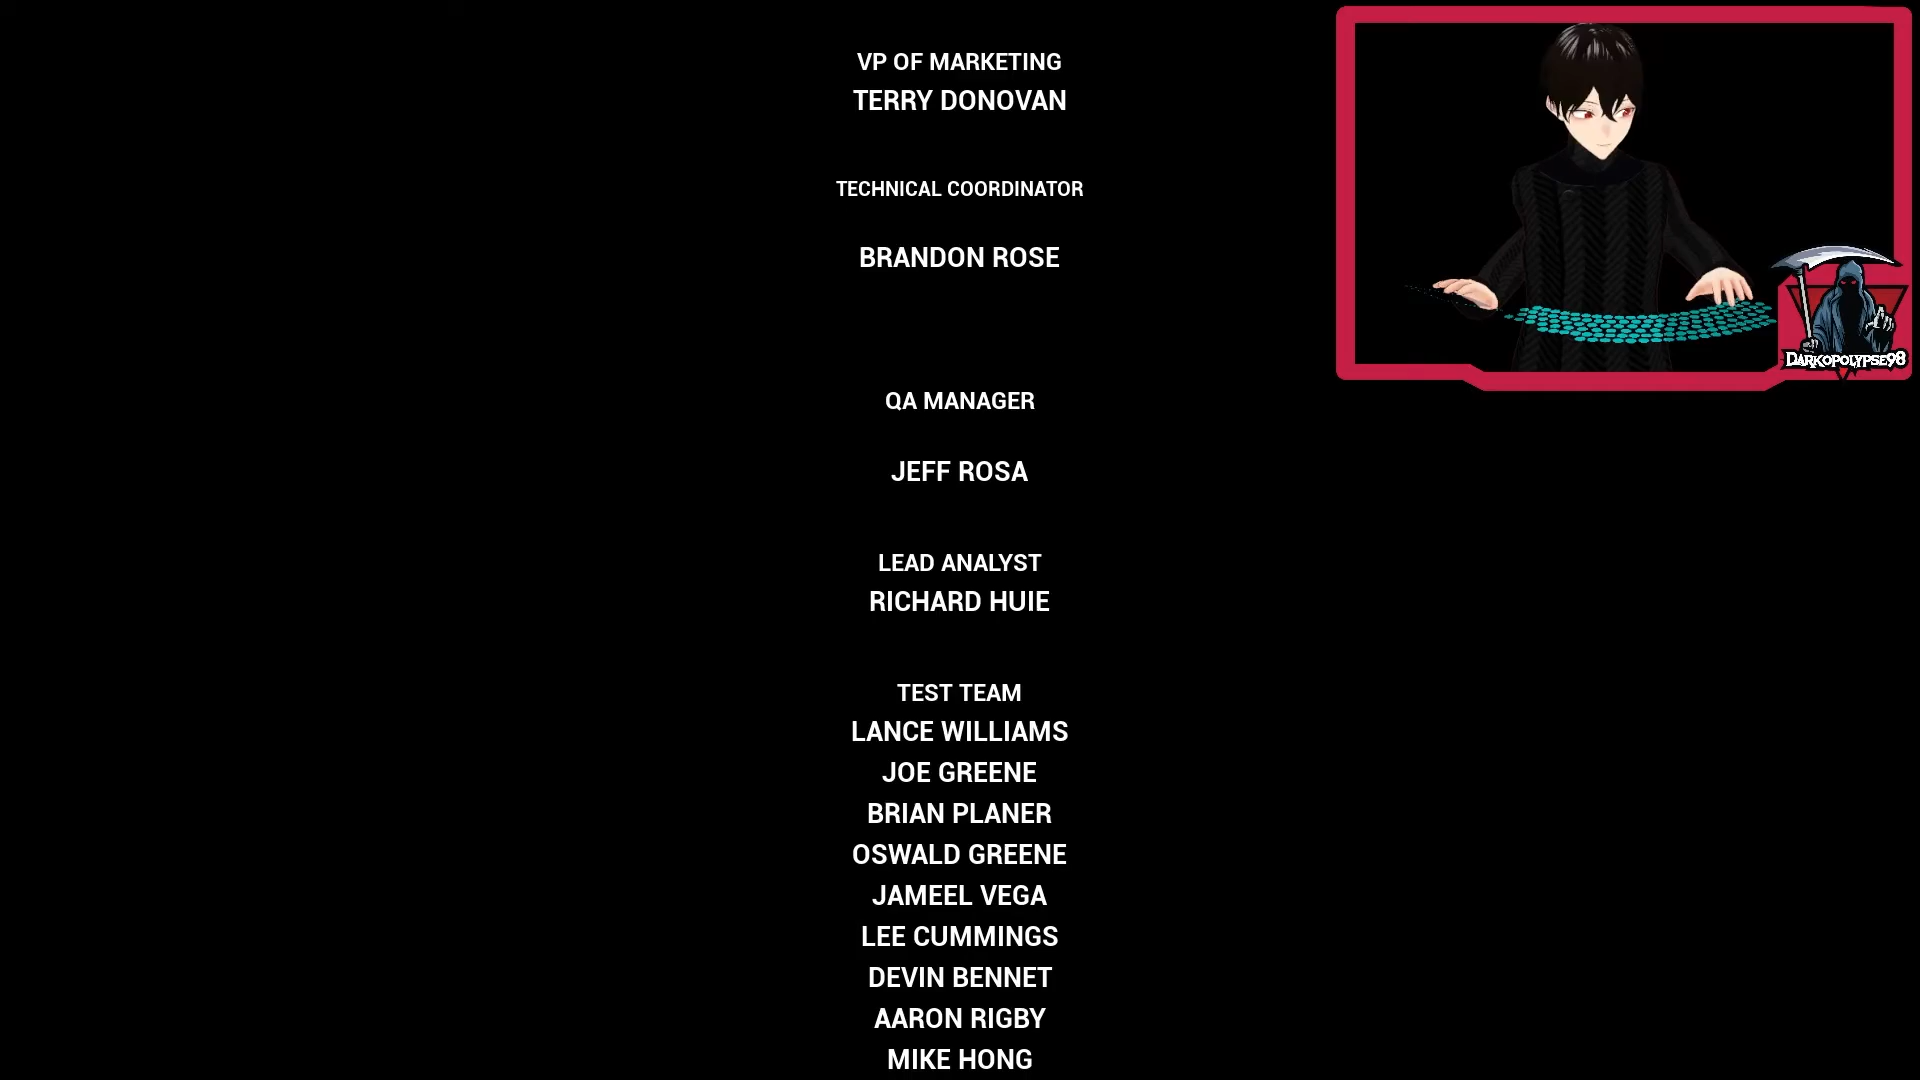 VP OF MARKETING
TERRY DONOVAN
TECHNICAL COORDINATOR
BRANDON ROSE
QA MANAGER
JEFF ROSA
LEAD ANALYST
RICHARD HUIE
TEST TEAM
LANCE WILLIAMS
JOE GREENE
BRIAN PLANER
OSWALD GREENE
JAMEEL VEGA
LEE CUMMINGS
DEVIN BENNET
AARON RIGBY
MIKE HONG
DARKOPOLYPSE98